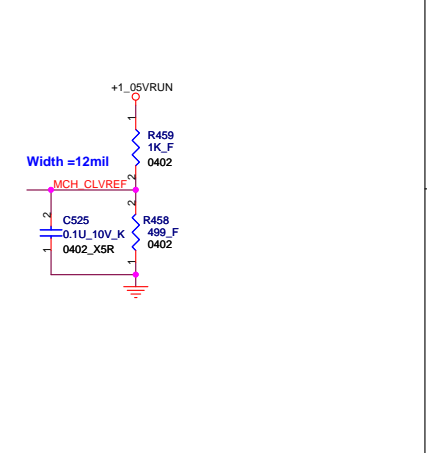 +1_05VRUN
1
R459
1K_F
0402
2
Width =12mil
MCH_CLVREF
2
R458
499_F
0402
1
2
C525
0.1U_10V_K
0402_X5R
1